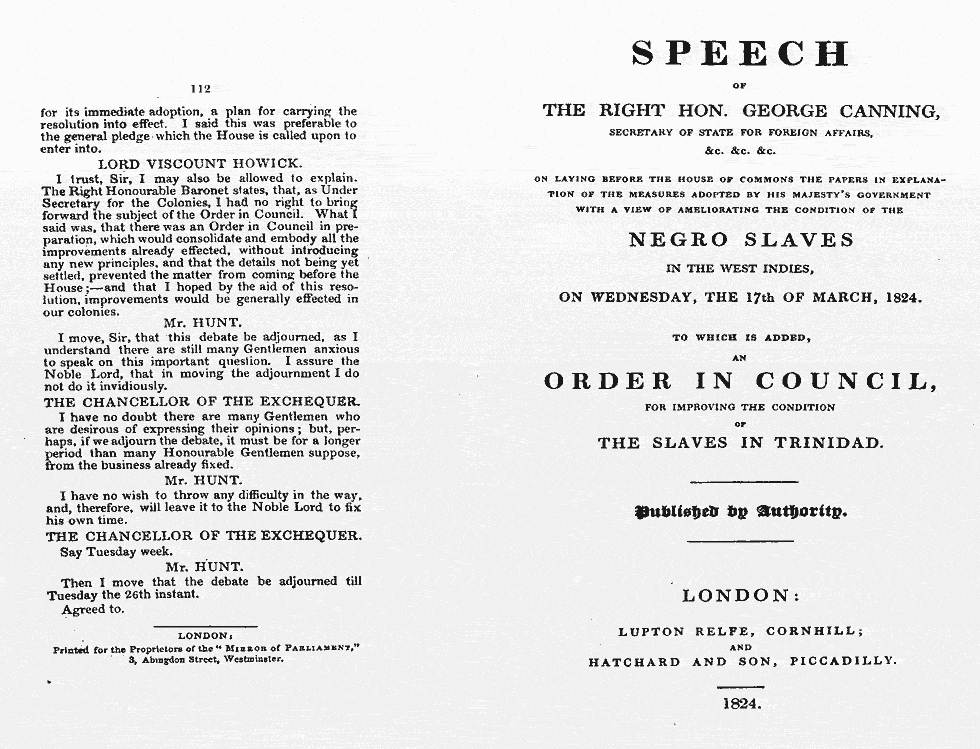 112
for its immediate adoption, a plan for carrying the
resolution into effect. I said this was preferable to
the general pledge which the House is called upon to
enter into.
LORD VISCOUNT HOWICK.
I trust, Sir, I may also be allowed to explain.
The Right Honourable Baronet states, that, as Under
Secretary for the Colonies, I had no right to bring
forward the subject of the Order in Council. What I
said was, that there was an Order in Council in pre-
paration, which would consolidate and embody all the
improvements already effected, without introducing
any new principles, and that the details not being yet
settled, prevented the matter from coming before the
House;—and that I hoped by the aid of this reso-
lution, improvements would be generally effected in
our colonies.
Mr. HUNT.
I move, Sir, that this debate be adjourned, as I
understand there are still many Gentlemen anxious
to speak on this important question. I assure the
Noble Lord, that in moving the adjournment I do
not do it invidiously.
THE CHANCELLOR OF THE EXCHEQUER.
I have no doubt there are many Gentlemen who
are desirous of expressing their opinions; but, per-
haps, if we adjourn the debate, it must be for a longer
period than many Honourable Gentlemen suppose,
from the business already fixed.
Mr. HUNT.
I have no wish to throw any difficulty in the way,
and, therefore, will leave it to the Noble Lord to fix
his own time.
THE CHANCELLOR OF THE EXCHEQUER.
Say Tuesday week.
Mr. HUNT.
Then I move that the debate be adjourned till
Tuesday the 26th instant.
Agreed to.
LONDON:
Printed for the Proprietors of the "MIRROR of PARLIAMENT,"
3, Abingdon Street, Westminster.
SPEECH
OF
THE RIGHT HON. GEORGE CANNING,
SECRETARY OF STATE FOR FOREIGN AFFAIRS,
&c. &c. &c.
ON LAYING BEFORE THE HOUSE OF COMMONS THE PAPERS IN EXPLANA-
TION OF THE MEASURES ADOPTED BY HIS MAJESTY'S GOVERNMENT
WITH A VIEW OF AMELIORATING THE CONDITION OF THE
NEGRO SLAVES
IN THE WEST INDIES,
ON WEDNESDAY, THE 17th OF MARCH, 1824.
TO WHICH IS ADDED,
AN
ORDER IN COUNCIL,
FOR IMPROVING THE CONDITION
OF
THE SLAVES IN TRINIDAD.
Published by Authority.
LONDON:
LUPTON RELFE, CORNHILL;
AND
HATCHARD AND SON, PICCADILLY.
1824.